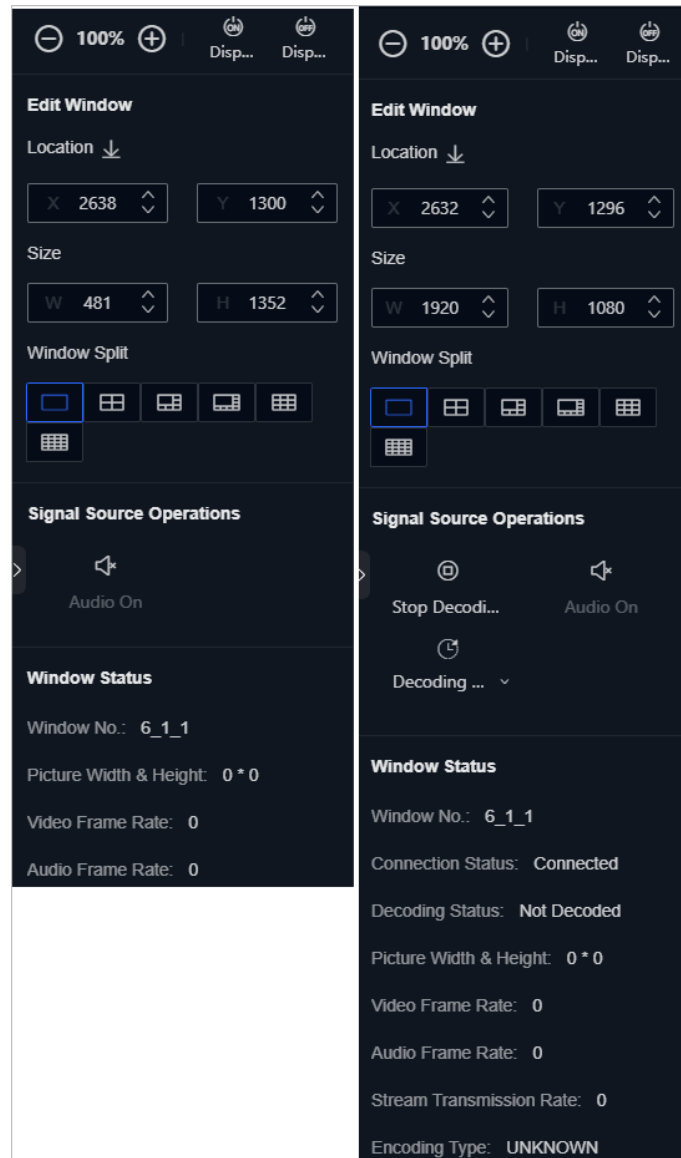 100%
ON
OFF
Disp...
Disp...
Edit Window
Location
X 2638
Y 1300
Size
W 481
H 1352
Window Split
Signal Source Operations
Audio On
Window Status
Window No.: 6_1_1
Picture Width & Height: 0 * 0
Video Frame Rate: 0
Audio Frame Rate: 0
100%
ON
OFF
Disp...
Disp...
Edit Window
Location
X 2632
Y 1296
Size
W 1920
H 1080
Window Split
Signal Source Operations
Stop Decodi...
Audio On
Decoding ...
Window Status
Window No.: 6_1_1
Connection Status: Connected
Decoding Status: Not Decoded
Picture Width & Height: 0 * 0
Video Frame Rate: 0
Audio Frame Rate: 0
Stream Transmission Rate: 0
Encoding Type: UNKNOWN